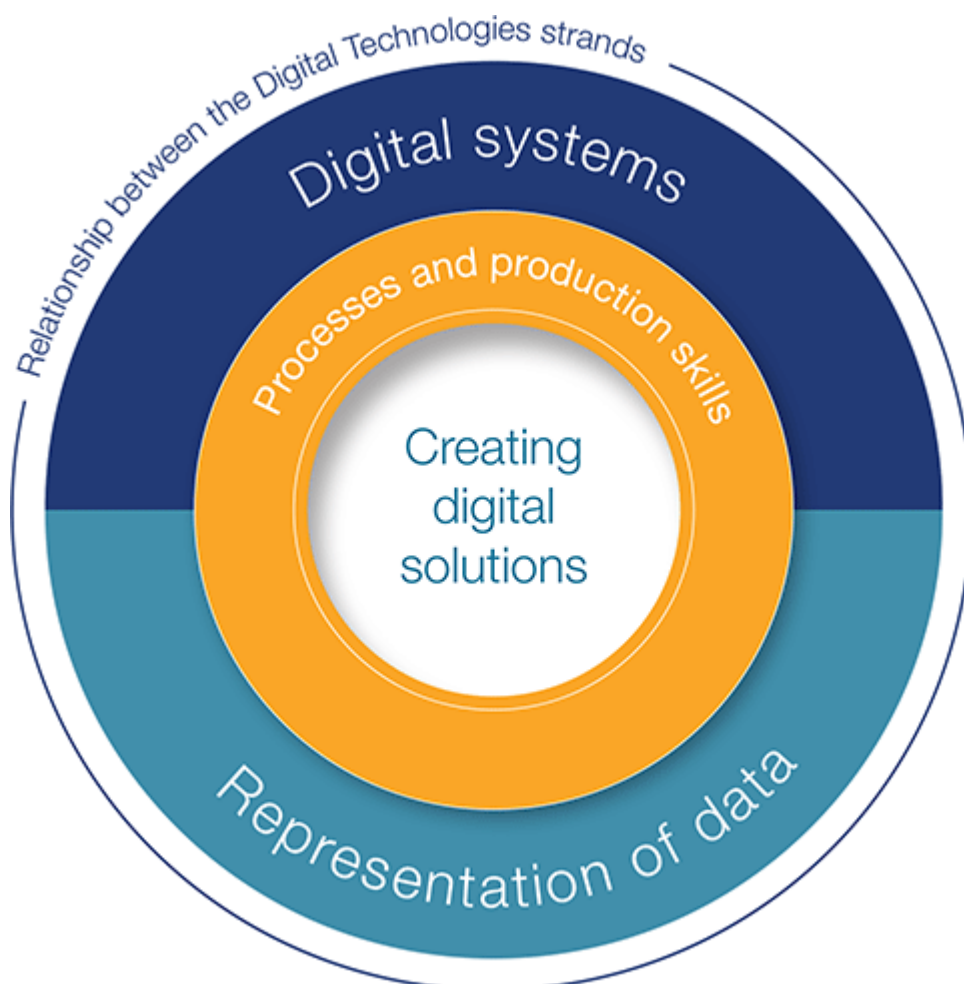 Relationship between the Digital Technologies strands
Digital systems
Processes and production skills
Creating
digital
solutions
Representation of data